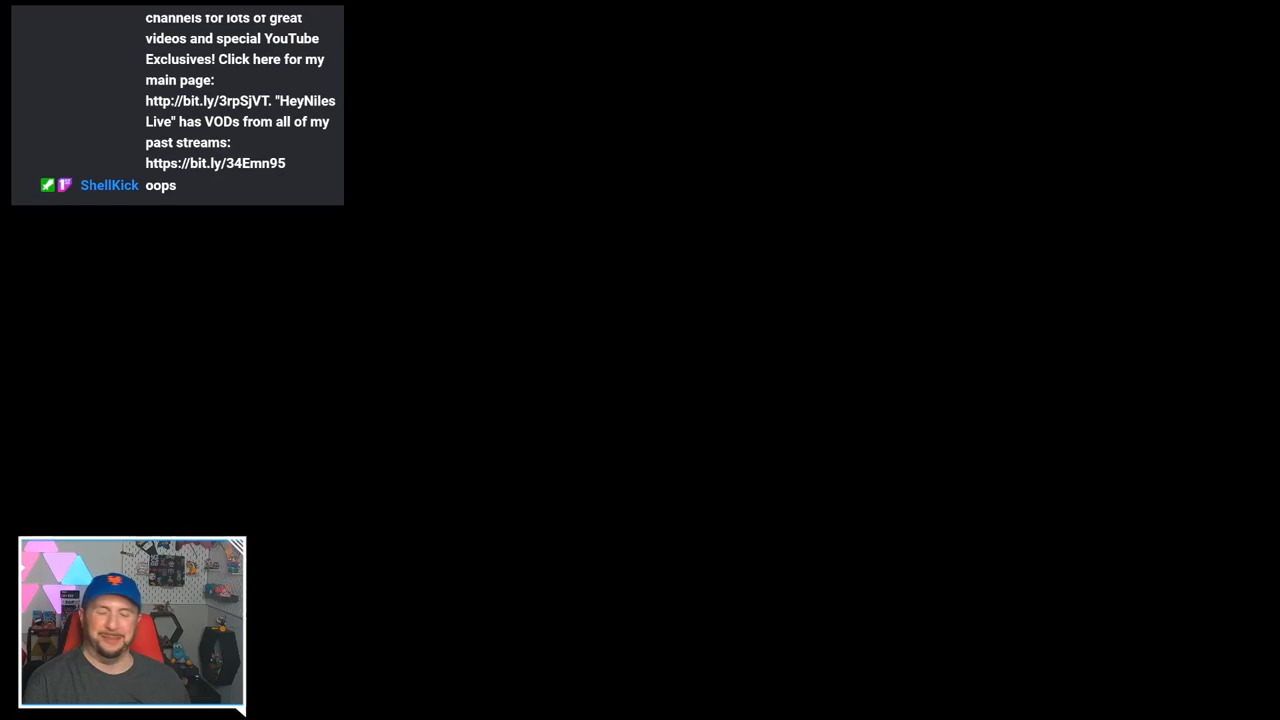 channels for lots of great
videos and special YouTube
Exclusives! Click here for my
main page:
http://bit.ly/3rpSjVT. "HeyNiles
Live" has VODs from all of my
past streams:
https://bit.ly/34Emn95
ShellKick oops